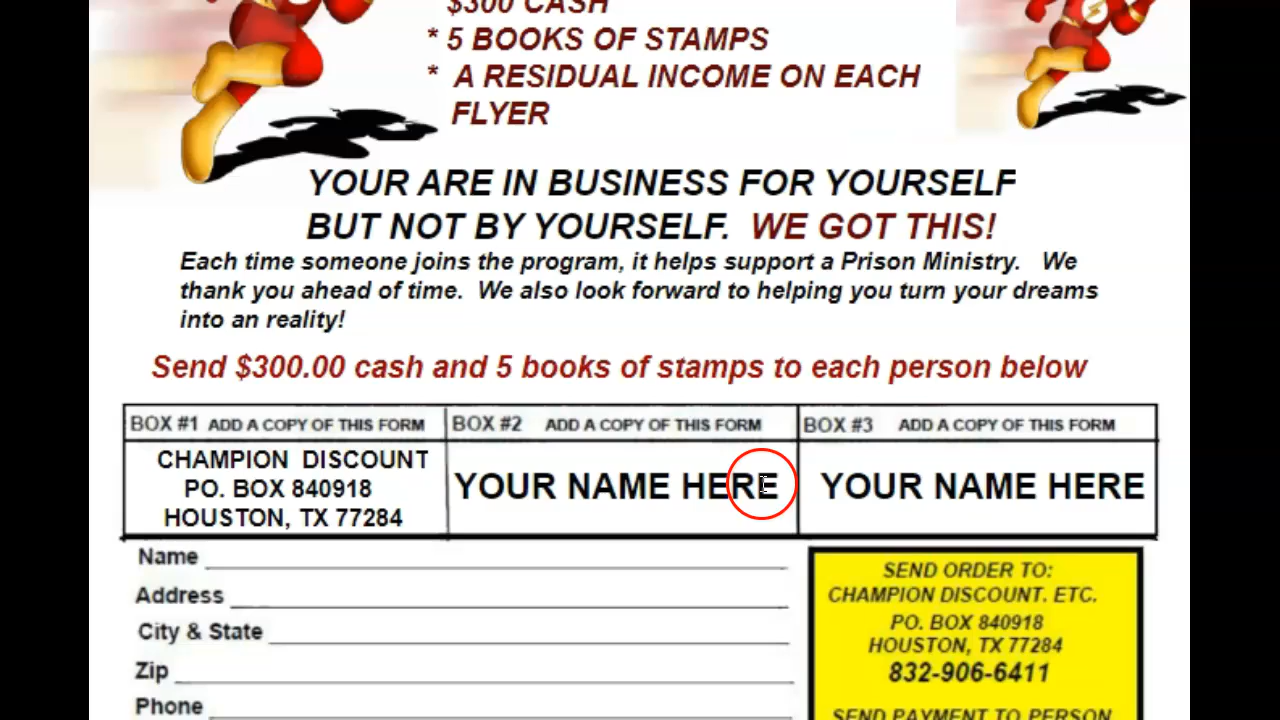 $300 CASH
* 5 BOOKS OF STAMPS
* A RESIDUAL INCOME ON EACH
FLYER
YOUR ARE IN BUSINESS FOR YOURSELF
BUT NOT BY YOURSELF. WE GOT THIS!
Each time someone joins the program, it helps support a Prison Ministry. We
thank you ahead of time. We also look forward to helping you turn your dreams
into an reality!
Send $300.00 cash and 5 books of stamps to each person below
BOX #1 ADD A COPY OF THIS FORM
BOX #2 ADD A COPY OF THIS FORM
BOX #3 ADD A COPY OF THIS FORM
CHAMPION DISCOUNT
PO. BOX 840918
HOUSTON, TX 77284
YOUR NAME HERE
YOUR NAME HERE
Name
Address
City & State
Zip
Phone
SEND ORDER TO:
CHAMPION DISCOUNT. ETC.
PO. BOX 840918
HOUSTON, TX 77284
832-906-6411
SEND PAYMENT TO PERSON